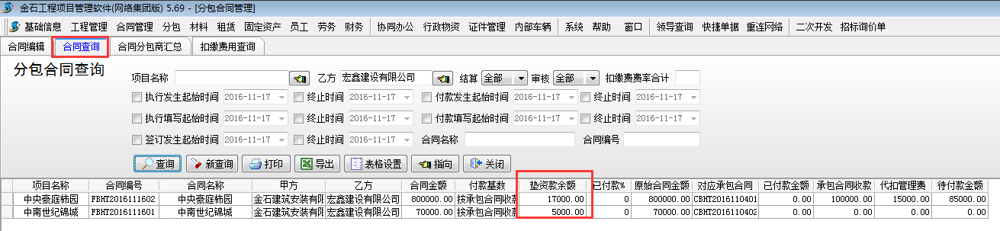 金石工程项目管理软件(网络集团版) 5.69 - [分包合同管理]
基础信息 工程管理 合同管理 分包 材料 租赁 固定资产 员工 劳务 财务 协同办公 行政物资 证件管理 内部车辆 系统 帮助 窗口 领导查询 快捷单据 重连网络 二次开发 招标询价单
合同编辑 合同查询 合同分包商汇总 扣缴费用查询
分包合同查询
项目名称 乙方 宏鑫建设有限公司 结算 全部 审核 全部 扣缴费费率合计
执行发生起始时间 2016-11-17 终止时间 2016-11-17 付款发生起始时间 2016-11-17 终止时间 2016-11-17
执行填写起始时间 2016-11-17 终止时间 2016-11-17 付款填写起始时间 2016-11-17 终止时间 2016-11-17
签订发生起始时间 2016-11-17 终止时间 2016-11-17 合同名称 合同编号
查询 新查询 打印 导出 表格设置 指向 关闭
项目名称 合同编号 合同名称 甲方 乙方 合同金额 付款基数 垫资款余额 已付款% 原始合同金额 对应承包合同 已付款金额 承包合同收款 代扣管理费 待付款金额
中央豪庭柿园 FBHT2016111602 中央豪庭柿园 金石建筑安装有限 宏鑫建设有限公司 800000.00 按承包合同收款 17000.00 0 800000.00 CBHT2016110401 0.00 100000.00 15000.00 85000.00
中南世纪锦城 FBHT2016111601 中南世纪锦城 金石建筑安装有限 宏鑫建设有限公司 70000.00 按承包合同收款 5000.00 0 70000.00 CBHT2016110402 0.00 0.00 0.00 0.00